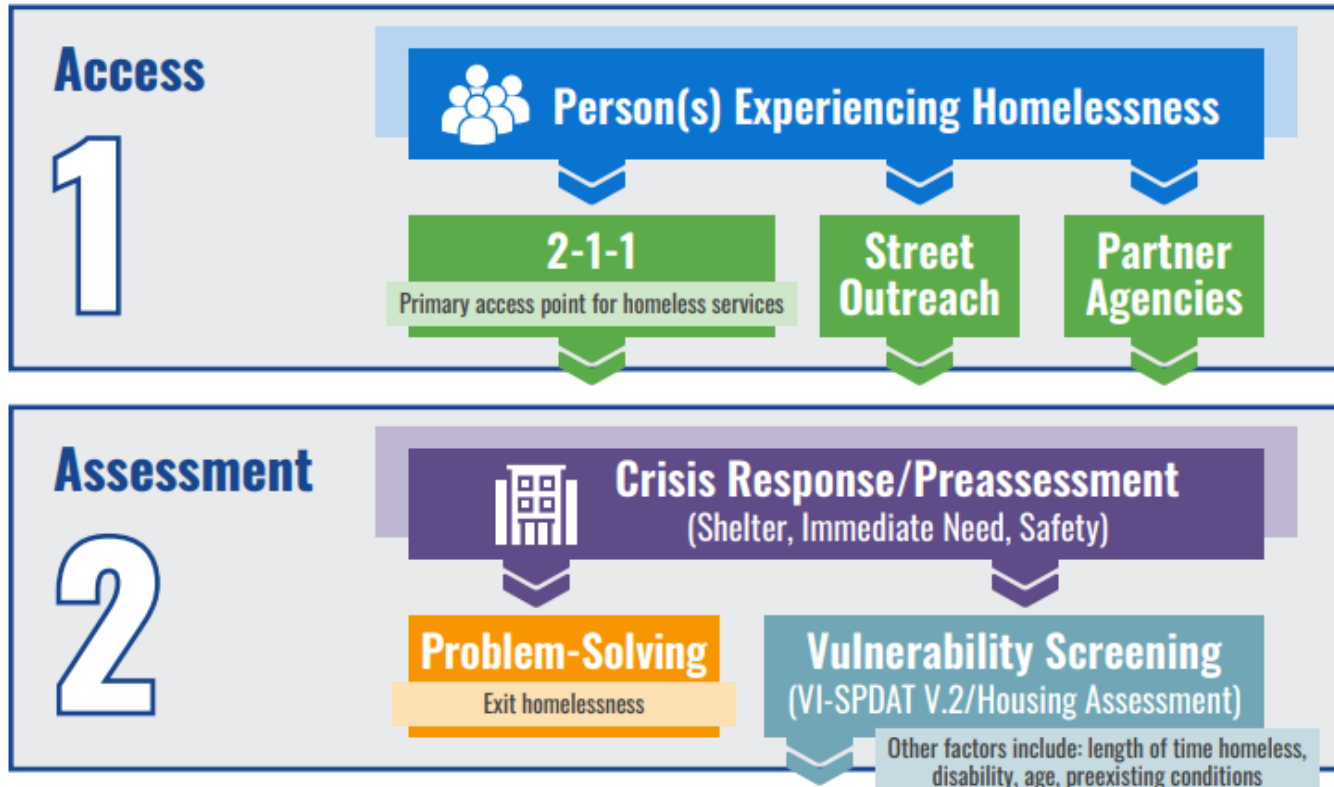 Access
1
Person(s) Experiencing Homelessness
2-1-1
Primary access point for homeless services
Street
Outreach
Partner
Agencies
Assessment
2
Crisis Response/Preassessment
(Shelter, Immediate Need, Safety)
Problem-Solving
Exit homelessness
Vulnerability Screening
(VI-SPDAT V.2/Housing Assessment)
Other factors include: length of time homeless,
disability, age, preexisting conditions